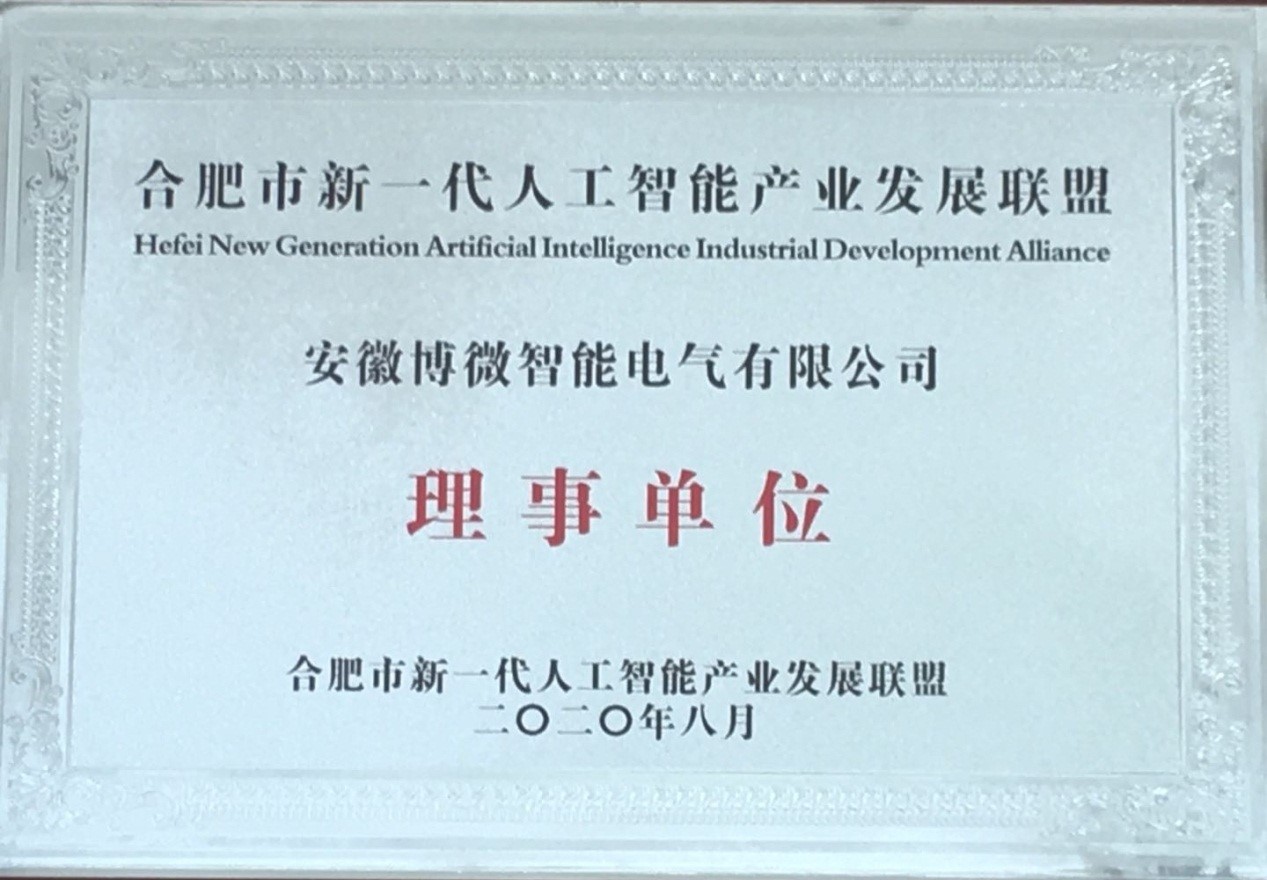 合肥市新一代人工智能产业发展联盟
Hefei New Generation Artificial Intelligence Industrial Development Alliance
安徽博微智能电气有限公司
理事单位
合肥市新一代人工智能产业发展联盟
二〇二〇年八月